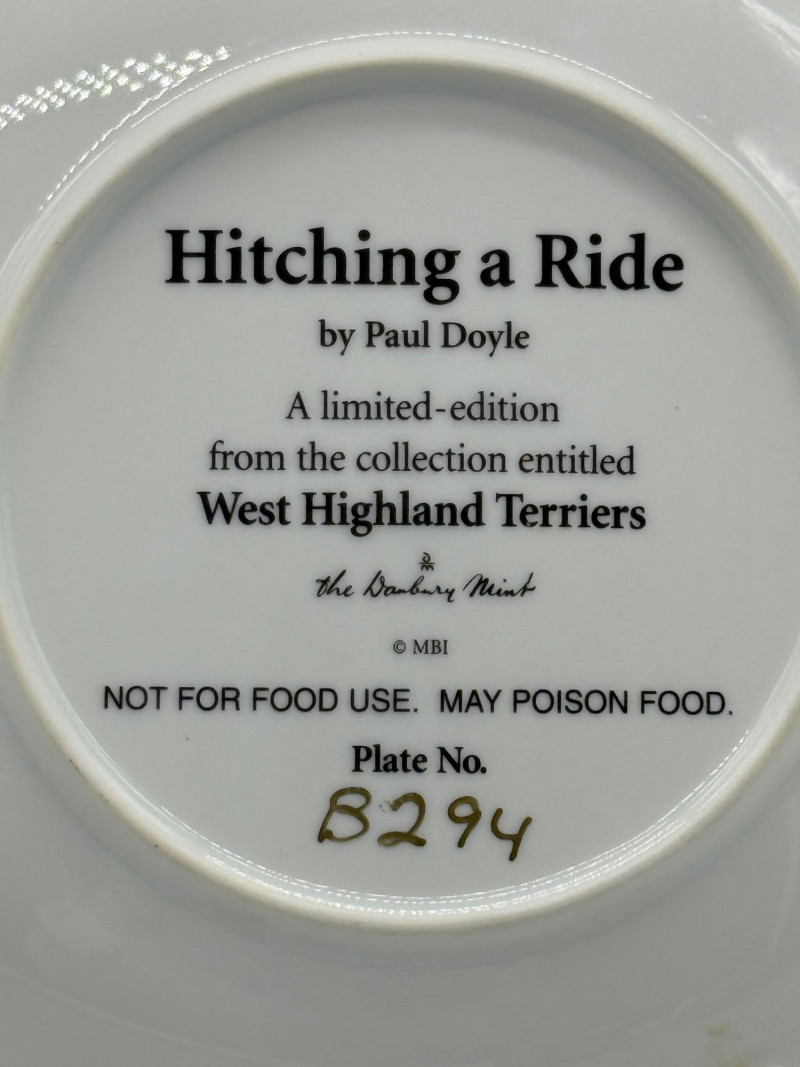 Hitching a Ride
by Paul Doyle
A limited-edition
from the collection entitled
West Highland Terriers
the Danbury Mint
© MBI
NOT FOR FOOD USE. MAY POISON FOOD.
Plate No.
B294